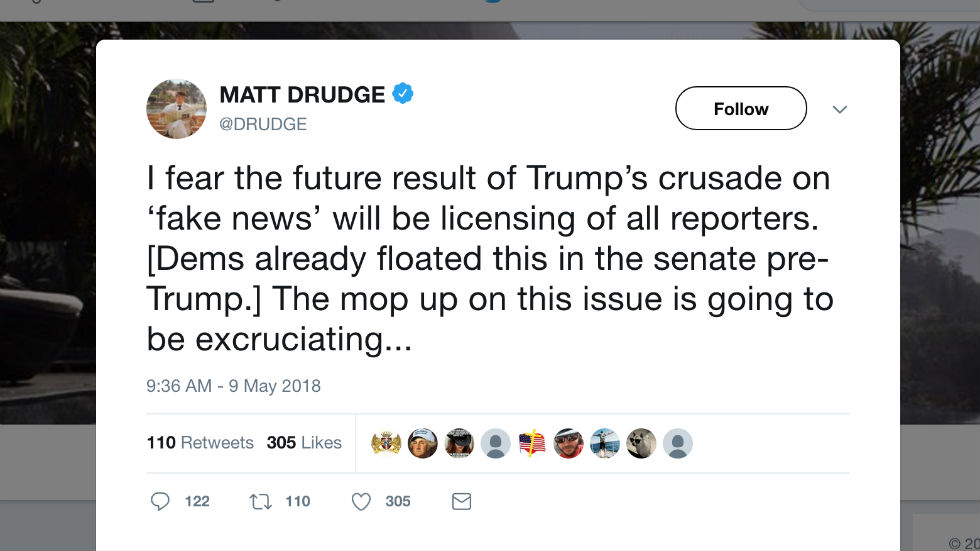 MATT DRUDGE
@DRUDGE
Follow
I fear the future result of Trump’s crusade on
‘fake news’ will be licensing of all reporters.
[Dems already floated this in the senate pre-
Trump.] The mop up on this issue is going to
be excruciating...
9:36 AM - 9 May 2018
110 Retweets 305 Likes
122 110 305